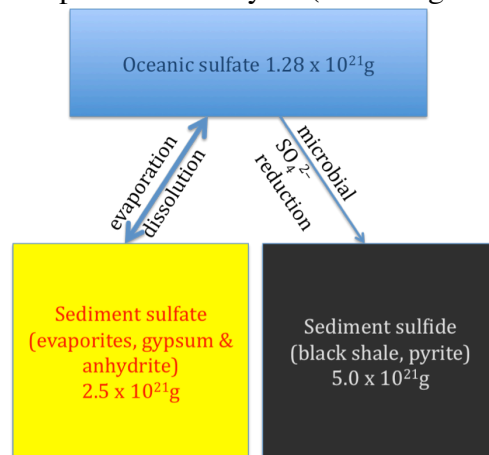 Oceanic sulfate 1.28 x 10²¹g
evaporation
dissolution
microbial
SO₄²⁻
reduction
Sediment sulfate
(evaporites, gypsum &
anhydrite)
2.5 x 10²¹g
Sediment sulfide
(black shale, pyrite)
5.0 x 10²¹g